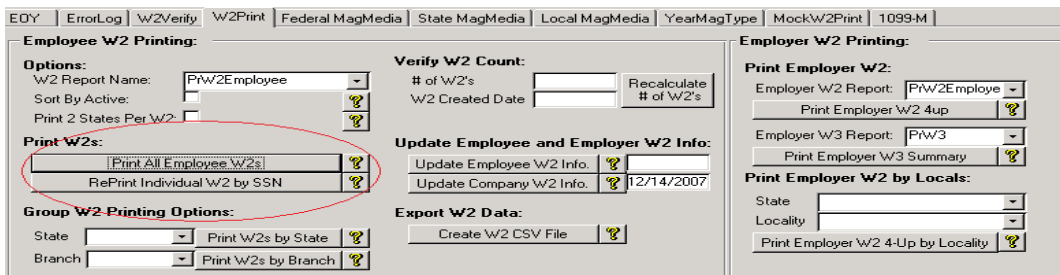 EOY ErrorLog W2Verify W2Print Federal MagMedia State MagMedia Local MagMedia YearMagType MockW2Print 1099-M
Employee W2 Printing:
Options:
W2 Report Name: PrW2Employee
Sort By Active: ?
Print 2 States Per W2: ?
Print W2s:
Print All Employee W2s ?
RePrint Individual W2 by SSN ?
Group W2 Printing Options:
State Print W2s by State ?
Branch Print W2s by Branch ?
Verify W2 Count:
# of W2's
W2 Created Date
Recalculate
# of W2's
Update Employee and Employer W2 Info:
Update Employee W2 Info. ?
Update Company W2 Info. ? 12/14/2007
Export W2 Data:
Create W2 CSV File ?
Employer W2 Printing:
Print Employer W2:
Employer W2 Report: PrW2Employe
Print Employer W2 4up ?
Employer W3 Report: PrW3
Print Employer W3 Summary ?
Print Employer W2 by Locals:
State
Locality
Print Employer W2 4-Up by Locality ?